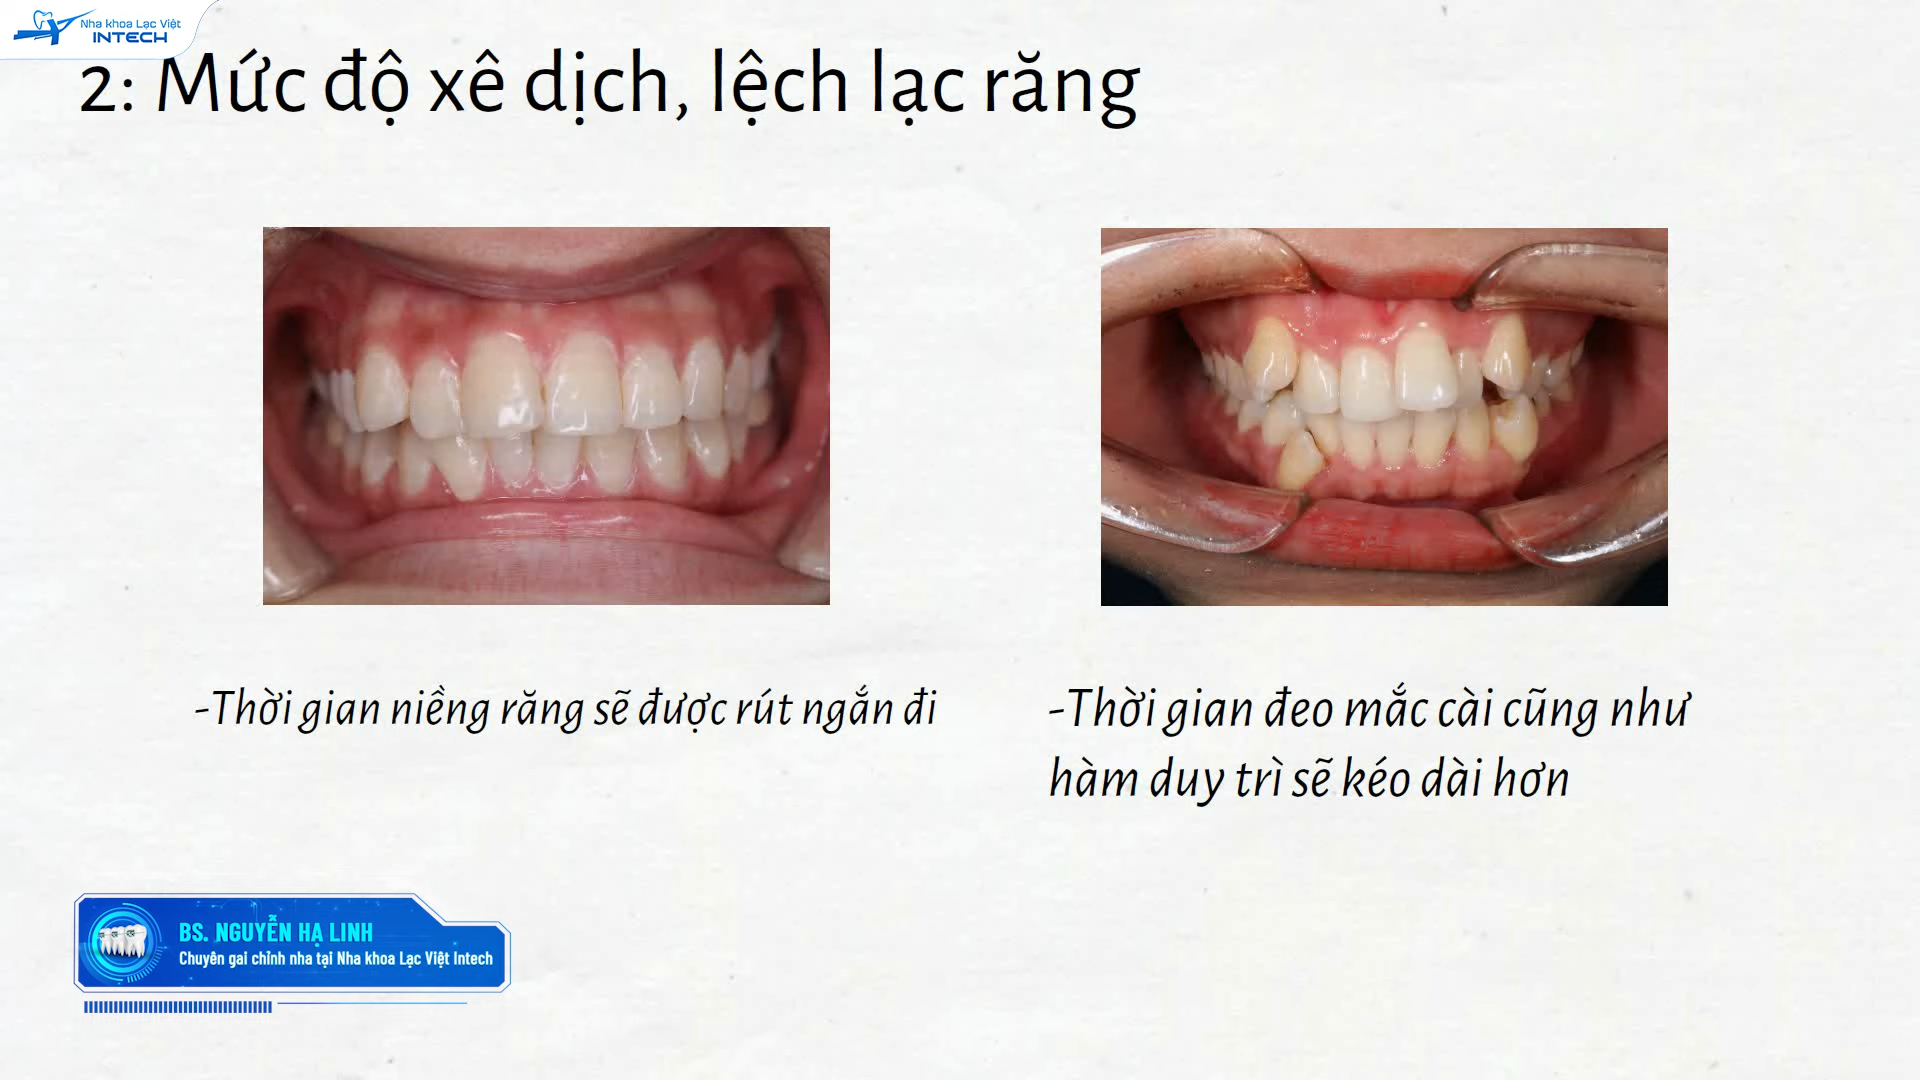 Nha khoa Lạc Việt
INTECH
2: Mức độ xê dịch, lệch lạc răng
-Thời gian niềng răng sẽ được rút ngắn đi
-Thời gian đeo mắc cài cũng như
hàm duy trì sẽ kéo dài hơn
BS. NGUYỄN HẠ LINH
Chuyên gai chỉnh nha tại Nha khoa Lạc Việt Intech